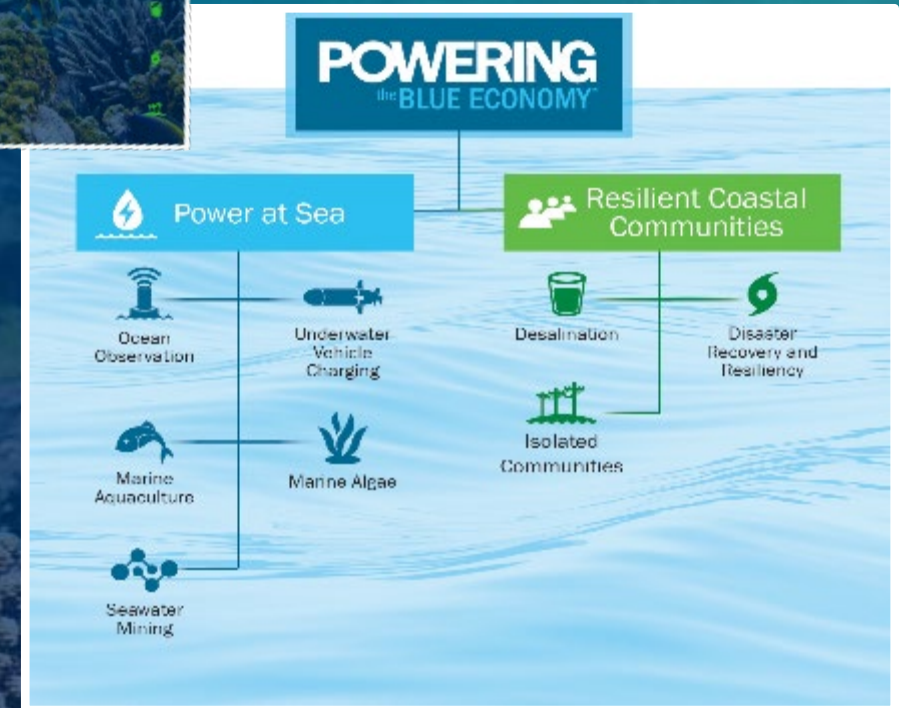 POWERING
the BLUE ECONOMY™
Power at Sea
Resilient Coastal
Communities
Ocean
Observation
Underwater
Vehicle
Charging
Desalination
Disaster
Recovery and
Resiliency
Marine
Aquaculture
Marine Algae
Isolated
Communities
Seawater
Mining